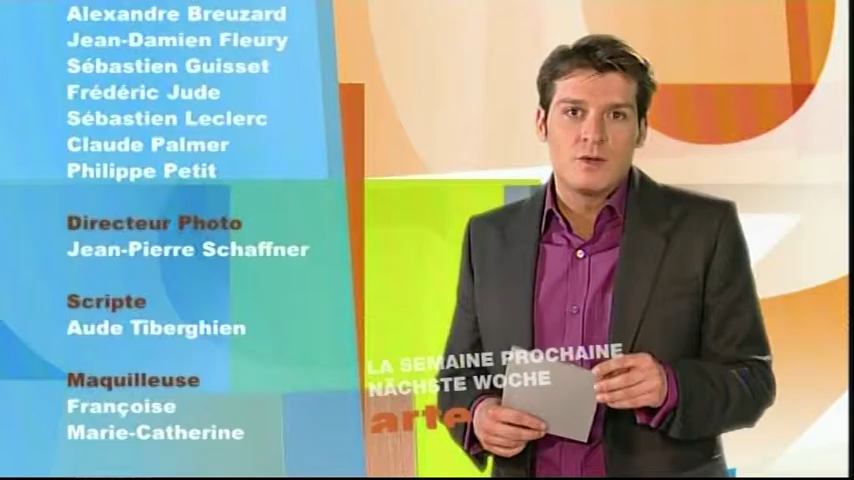 Alexandre Breuzard
Jean-Damien Fleury
Sébastien Guisset
Frédéric Jude
Sébastien Leclerc
Claude Palmer
Philippe Petit
Directeur Photo
Jean-Pierre Schaffner
Scripte
Aude Tiberghien
Maquilleuse
Françoise
Marie-Catherine
LA SEMAINE PROCHAINE
NÄCHSTE WOCHE
arte